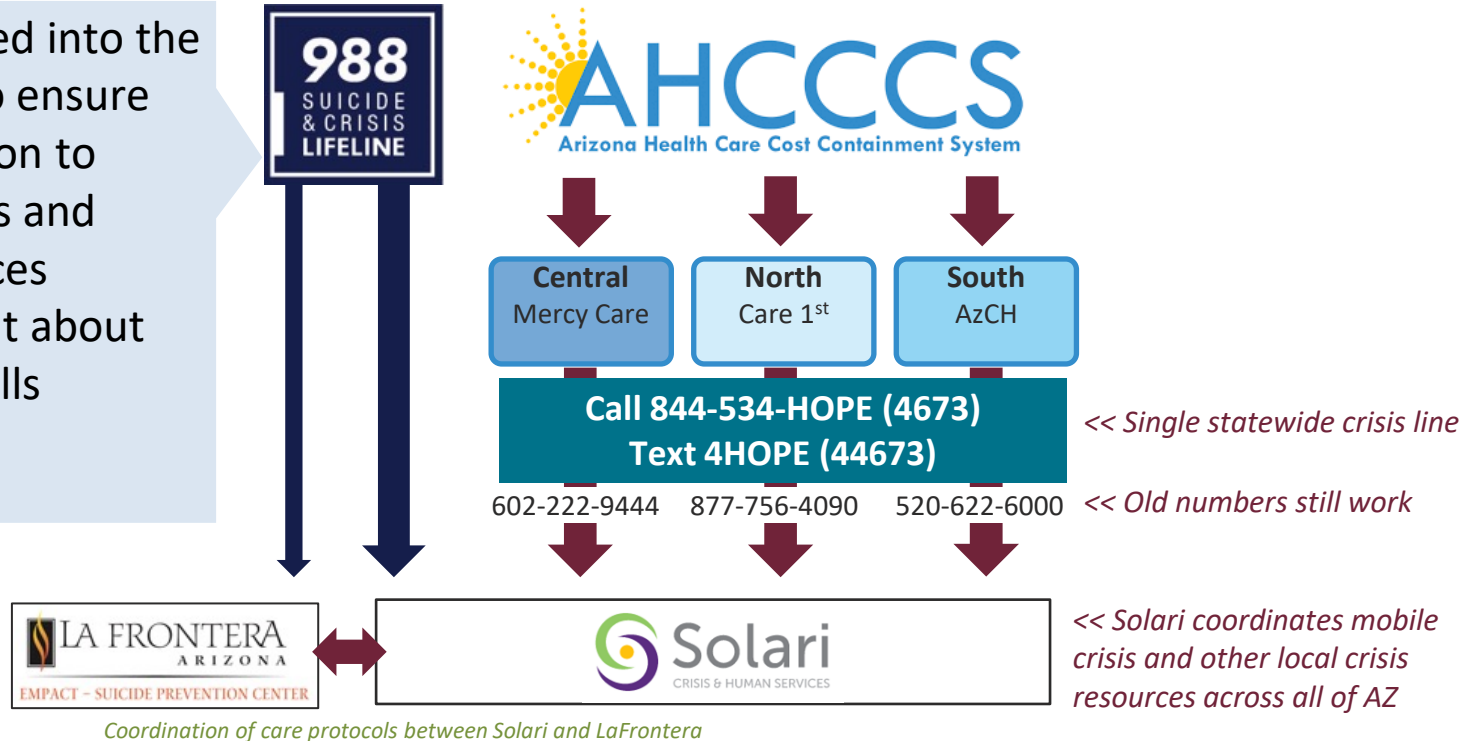 ed into the
o ensure
on to
s and
ces
t about
lls
988
SUICIDE
& CRISIS
LIFELINE
AHCCCS
Arizona Health Care Cost Containment System
Central
Mercy Care
North
Care 1st
South
AzCH
Call 844-534-HOPE (4673)
Text 4HOPE (44673)
<< Single statewide crisis line
602-222-9444 877-756-4090 520-622-6000
<< Old numbers still work
LA FRONTERA
ARIZONA
EMPACT – SUICIDE PREVENTION CENTER
Solari
CRISIS & HUMAN SERVICES
<< Solari coordinates mobile
crisis and other local crisis
resources across all of AZ
Coordination of care protocols between Solari and LaFrontera